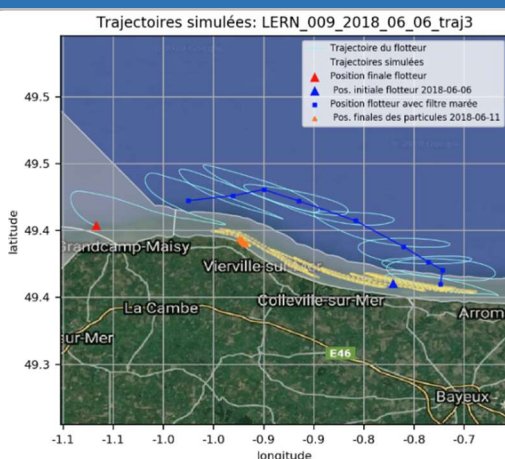 Trajectoires simulées: LERN_009_2018_06_06_traj3
Trajectoire du flotteur
Trajectoires simulées
Position finale flotteur
Pos. initiale flotteur 2018-06-06
Position flotteur avec filtre marée
Pos. finales des particules 2018-06-11
49.5
49.5
49.4
49.4
49.3
latitude
Grandcamp-Maisy
Vierville-sur-Mer
Colleville-sur-Mer
La Cambe
Arrom
ur-Mer
E46
Bayeux
-1.1 -1.1 -1.0 -1.0 -0.9 -0.9 -0.8 -0.8 -0.7
longitude